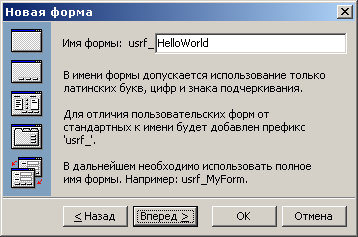 Новая форма
Имя формы: usrf_ HelloWorld
В имени формы допускается использование только
латинских букв, цифр и знака подчеркивания.
Для отличия пользовательских форм от
стандартных к имени будет добавлен префикс
'usrf_'.
В дальнейшем необходимо использовать полное
имя формы. Например: usrf_MyForm.
< Назад Вперед > OK Отмена